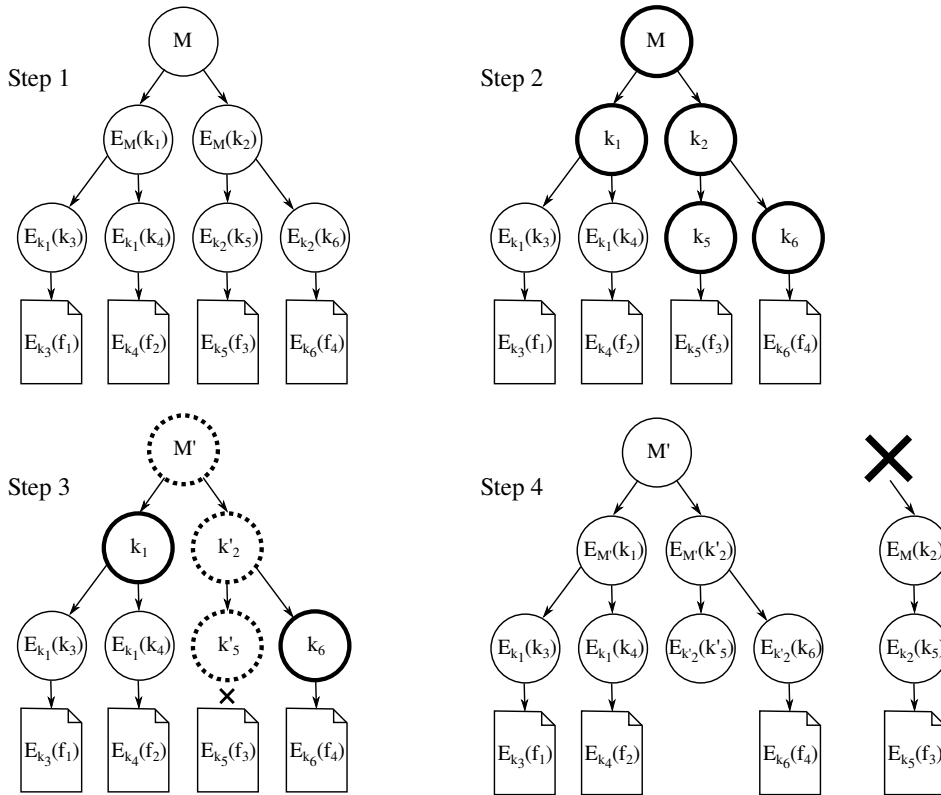 M
Step 1
E_M(k_1) E_M(k_2)
E_{k_1}(k_3) E_{k_1}(k_4) E_{k_2}(k_5) E_{k_2}(k_6)
E_{k_3}(f_1) E_{k_4}(f_2) E_{k_5}(f_3) E_{k_6}(f_4)
M
Step 2
k_1 k_2
E_{k_1}(k_3) E_{k_1}(k_4) k_5 k_6
E_{k_3}(f_1) E_{k_4}(f_2) E_{k_5}(f_3) E_{k_6}(f_4)
M'
Step 3
k_1 k'_2
E_{k_1}(k_3) E_{k_1}(k_4) k'_5 k_6
E_{k_3}(f_1) E_{k_4}(f_2) E_{k_5}(f_3) E_{k_6}(f_4)
M'
Step 4
E_{M'}(k_1) E_{M'}(k'_2) E_M(k_2)
E_{k_1}(k_3) E_{k_1}(k_4) E_{k'_2}(k'_5) E_{k'_2}(k_6) E_{k_2}(k_5)
E_{k_3}(f_1) E_{k_4}(f_2) E_{k_6}(f_4) E_{k_5}(f_3)